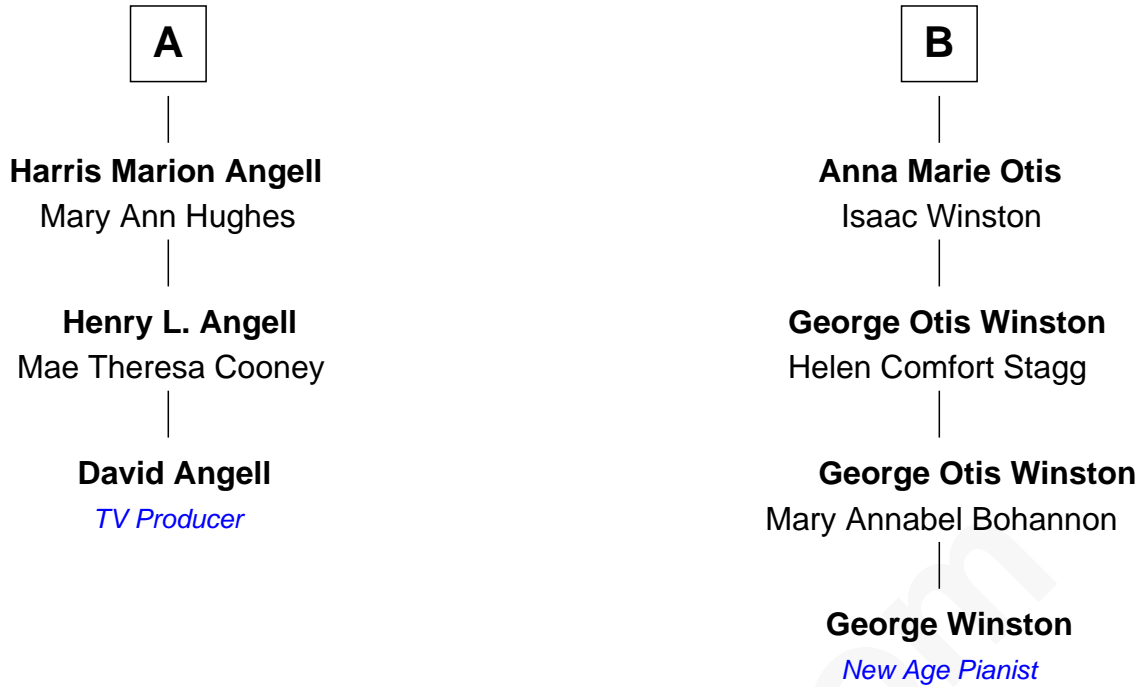 A
Harris Marion Angell
Mary Ann Hughes
Henry L. Angell
Mae Theresa Cooney
David Angell
TV Producer
B
Anna Marie Otis
Isaac Winston
George Otis Winston
Helen Comfort Stagg
George Otis Winston
Mary Annabel Bohannon
George Winston
New Age Pianist